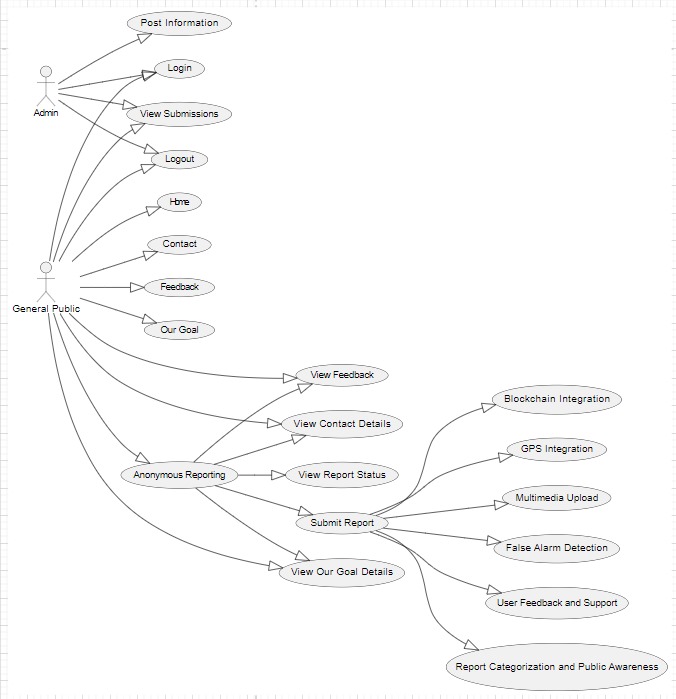 Post Information
Login
Admin
View Submissions
Logout
Home
Contact
General Public
Feedback
Our Goal
View Feedback
Blockchain Integration
View Contact Details
GPS Integration
Anonymous Reporting
View Report Status
Multimedia Upload
Submit Report
False Alarm Detection
View Our Goal Details
User Feedback and Support
Report Categorization and Public Awareness